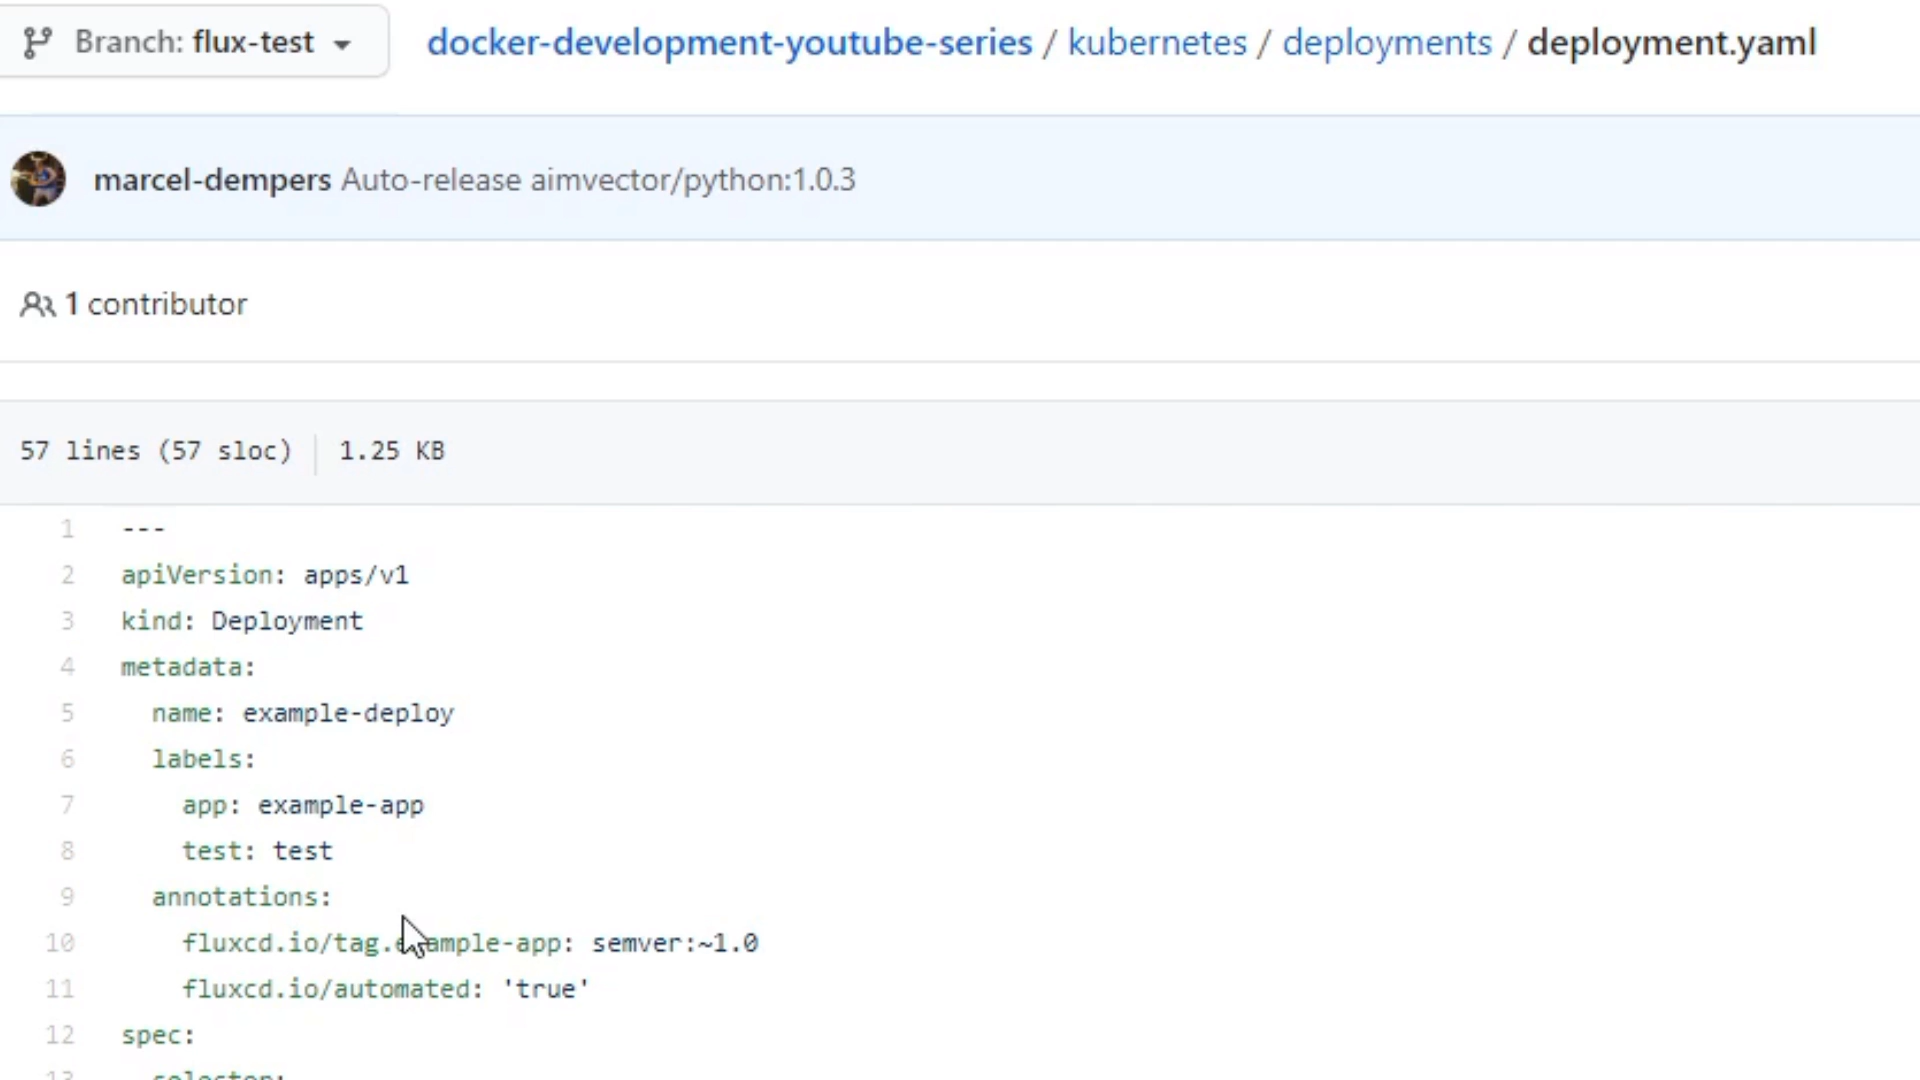 Branch: flux-test
docker-development-youtube-series / kubernetes / deployments / deployment.yaml
marcel-dempers Auto-release aimvector/python:1.0.3
1 contributor
57 lines (57 sloc) 1.25 KB
1 ---
2 apiVersion: apps/v1
3 kind: Deployment
4 metadata:
5 name: example-deploy
6 labels:
7 app: example-app
8 test: test
9 annotations:
10 fluxcd.io/tag.example-app: semver:~1.0
11 fluxcd.io/automated: 'true'
12 spec:
13 selector: